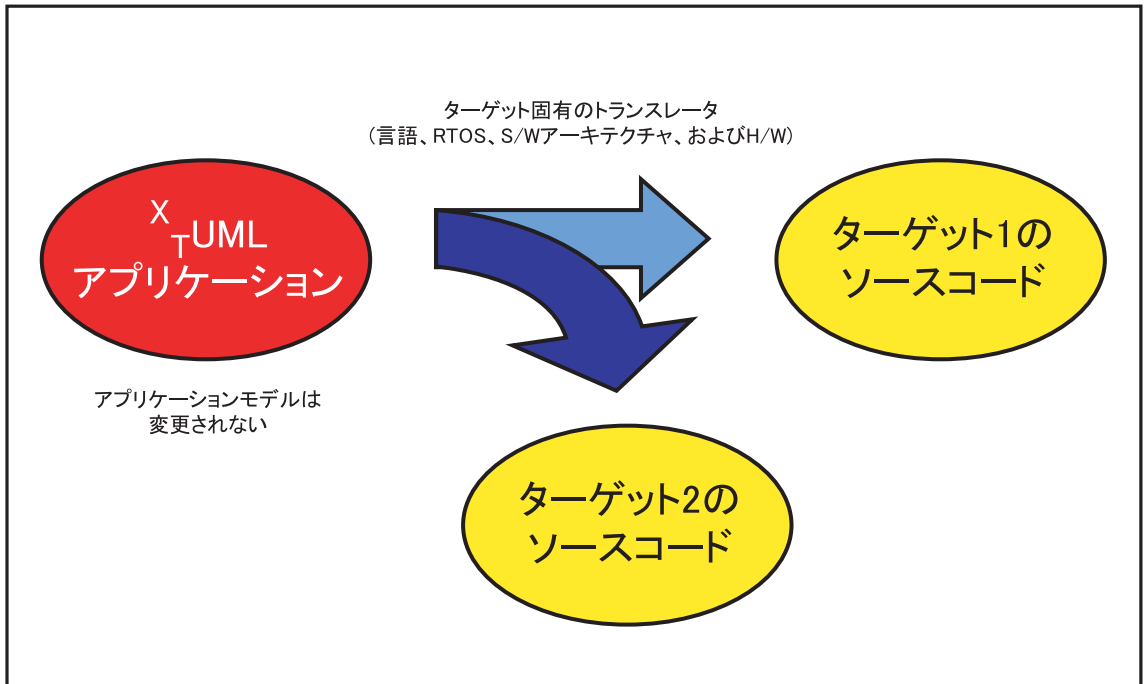 ターゲット固有のトランスレータ
（言語、RTOS、S/Wアーキテクチャ、およびH/W）
XTUML
アプリケーション
ターゲット1の
ソースコード
アプリケーションモデルは
変更されない
ターゲット2の
ソースコード